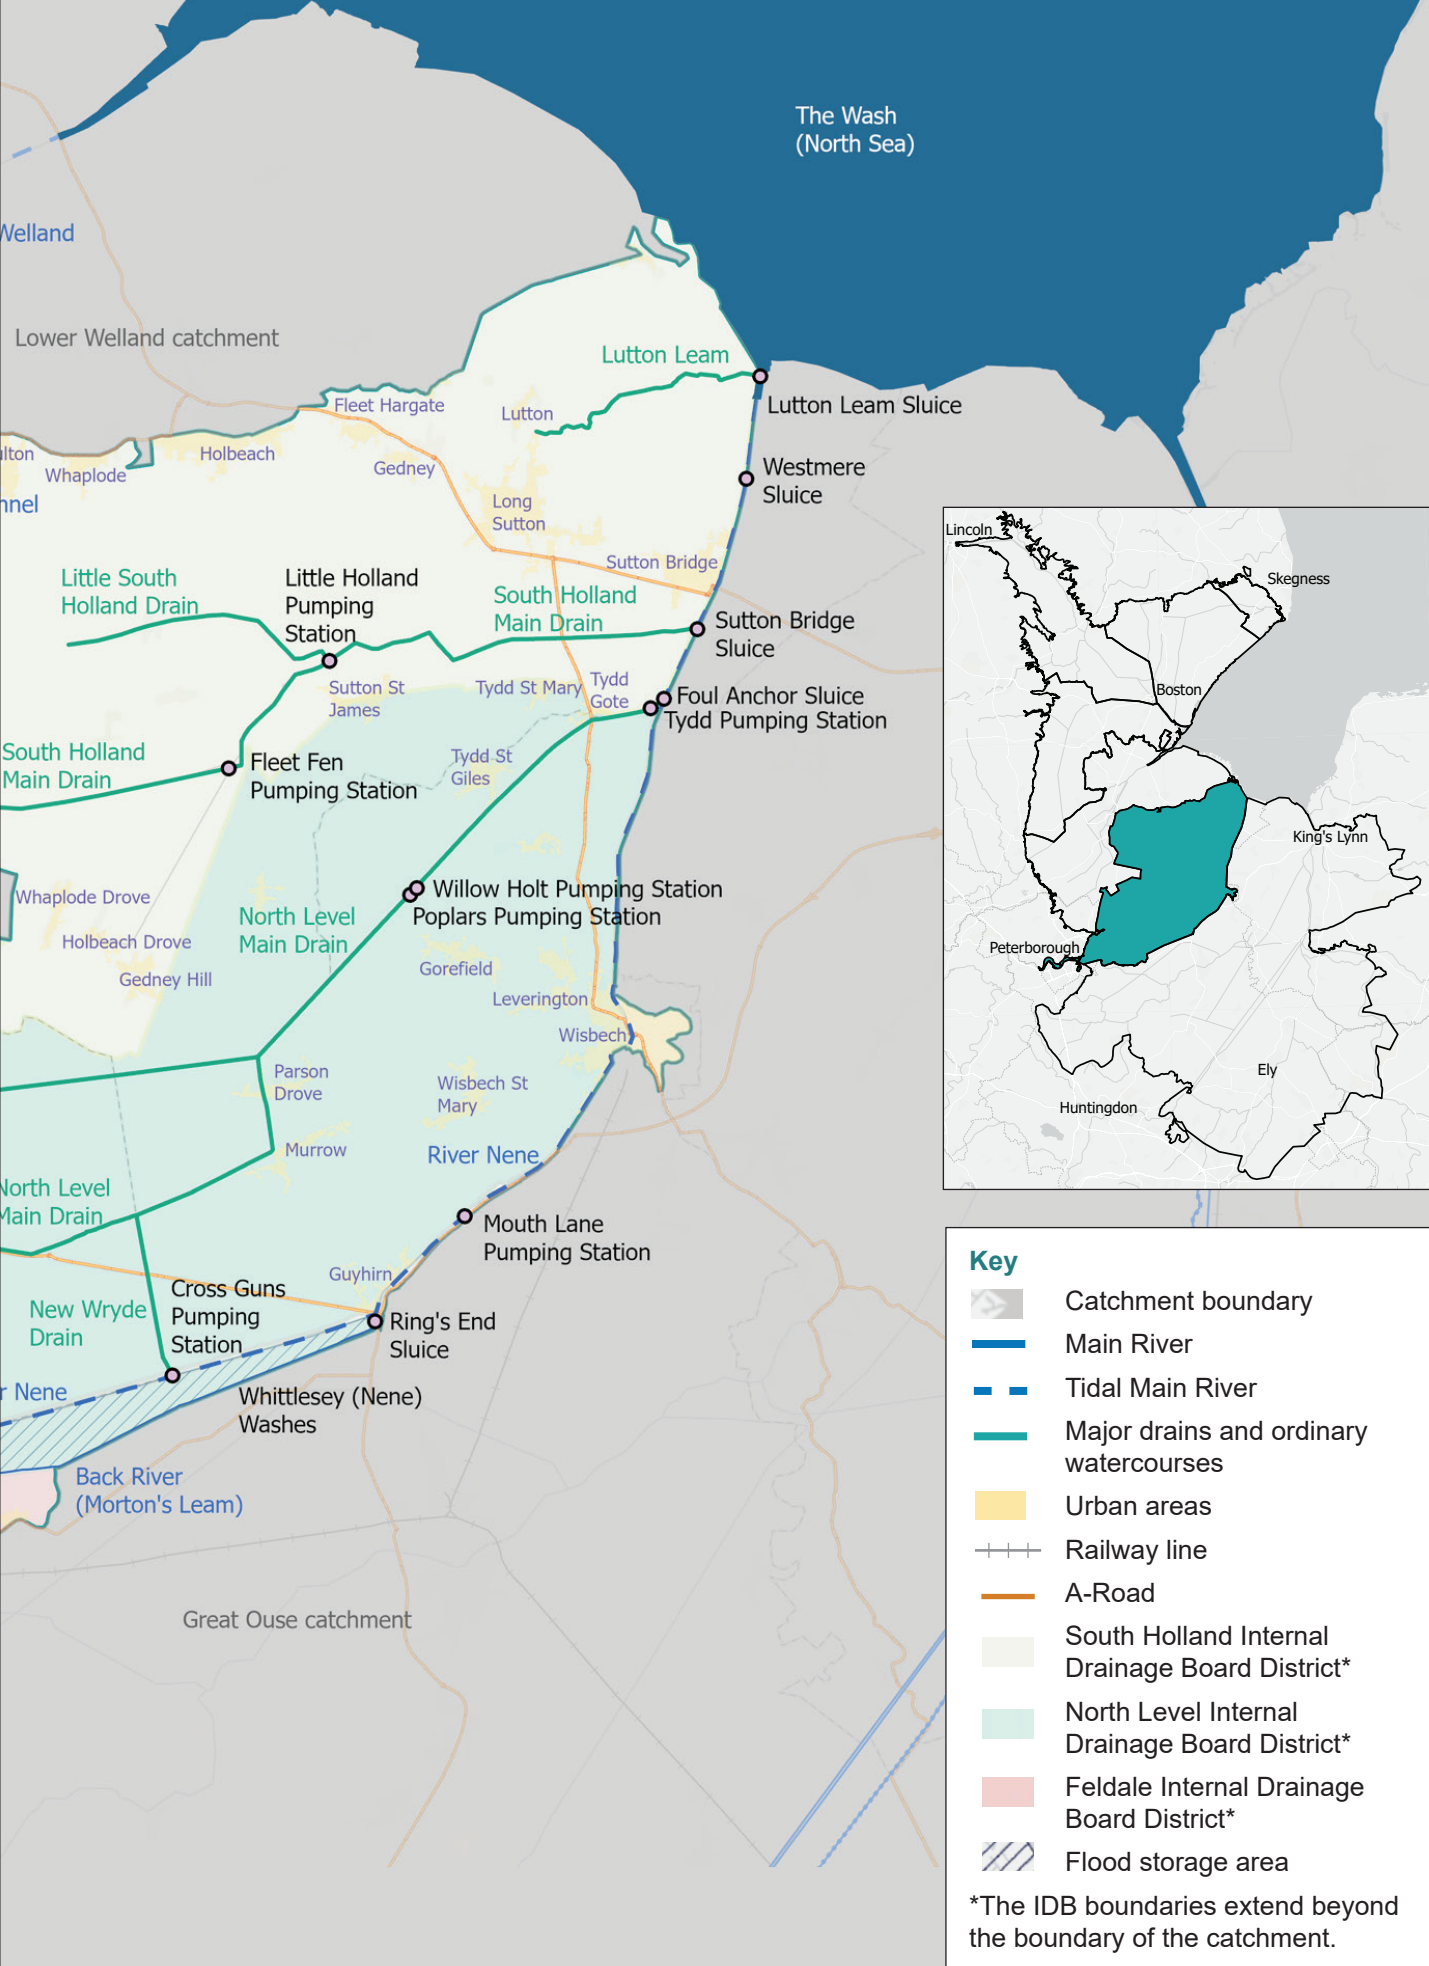 The Wash
(North Sea)
Welland
Lower Welland catchment
Lutton Leam
Lutton Leam Sluice
Fleet Hargate
Lutton
Holbeach
Whaplode
Gedney
Westmere
Sluice
Long
Sutton
Sutton Bridge
Little South
Holland Drain
Little Holland
Pumping
Station
South Holland
Main Drain
Sutton Bridge
Sluice
Sutton St
James
Tydd St Mary
Tydd
Gote
Foul Anchor Sluice
Tydd Pumping Station
South Holland
Main Drain
Fleet Fen
Pumping Station
Tydd St
Giles
Whaplode Drove
Holbeach Drove
Gedney Hill
North Level
Main Drain
Willow Holt Pumping Station
Poplars Pumping Station
Gorefield
Leverington
Wisbech
Parson
Drove
Wisbech St
Mary
Murrow
River Nene
North Level
Main Drain
Mouth Lane
Pumping Station
Guyhirn
Cross Guns
Pumping
Station
New Wryde
Drain
Ring's End
Sluice
r Nene
Whittlesey (Nene)
Washes
Back River
(Morton's Leam)
Great Ouse catchment
Lincoln
Skegness
Boston
King's Lynn
Peterborough
Ely
Huntingdon
Key
Catchment boundary
Main River
Tidal Main River
Major drains and ordinary
watercourses
Urban areas
Railway line
A-Road
South Holland Internal
Drainage Board District*
North Level Internal
Drainage Board District*
Feldale Internal Drainage
Board District*
Flood storage area
*The IDB boundaries extend beyond
the boundary of the catchment.